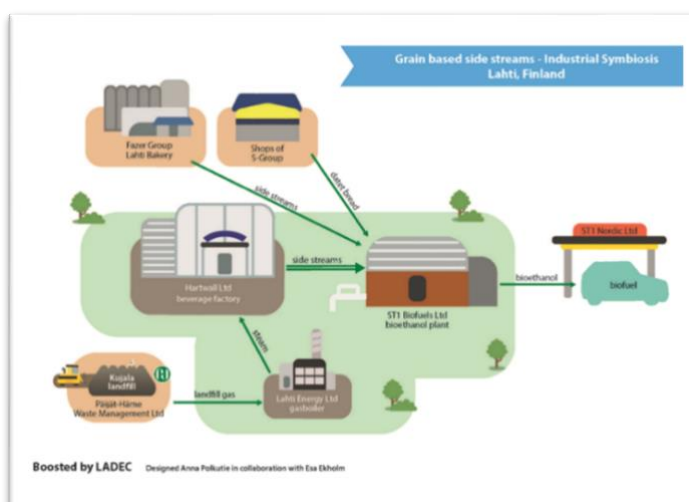 Grain based side streams - Industrial Symbiosis
Lahti, Finland
Fazer Group
Lahti Bakery
Shops of
S-Group
side streams
dated bread
Hartwall Ltd
beverage factory
side streams
ST1 Biofuels Ltd
bioethanol plant
bioethanol
ST1 Nordic Ltd
biofuel
steam
Kujala
landfill
Päijät-Häme
Waste Management Ltd
landfill gas
Lahti Energy Ltd
gasboiler
Boosted by LADEC
Designed Anna Polkutie in collaboration with Esa Ekholm